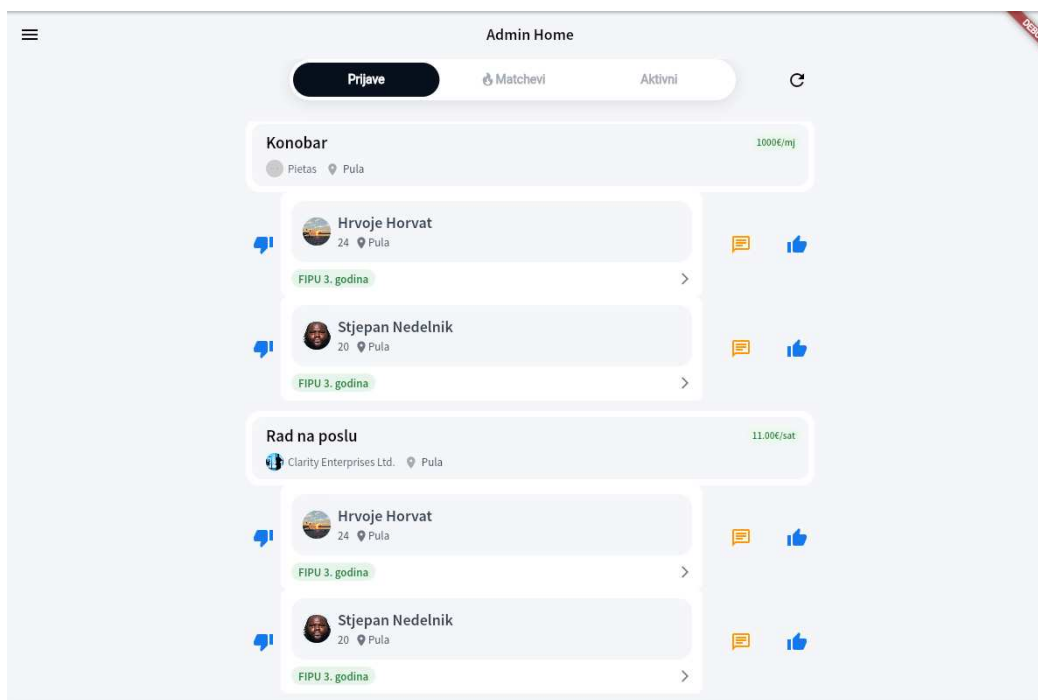 Admin Home
Prijave Matchevi Aktivni
Konobar 1000€/mj
Pietas Pula
Hrvoje Horvat
24 Pula
FIPU 3. godina
Stjepan Nedelnik
20 Pula
FIPU 3. godina
Rad na poslu 11.00€/sat
Clarity Enterprises Ltd. Pula
Hrvoje Horvat
24 Pula
FIPU 3. godina
Stjepan Nedelnik
20 Pula
FIPU 3. godina